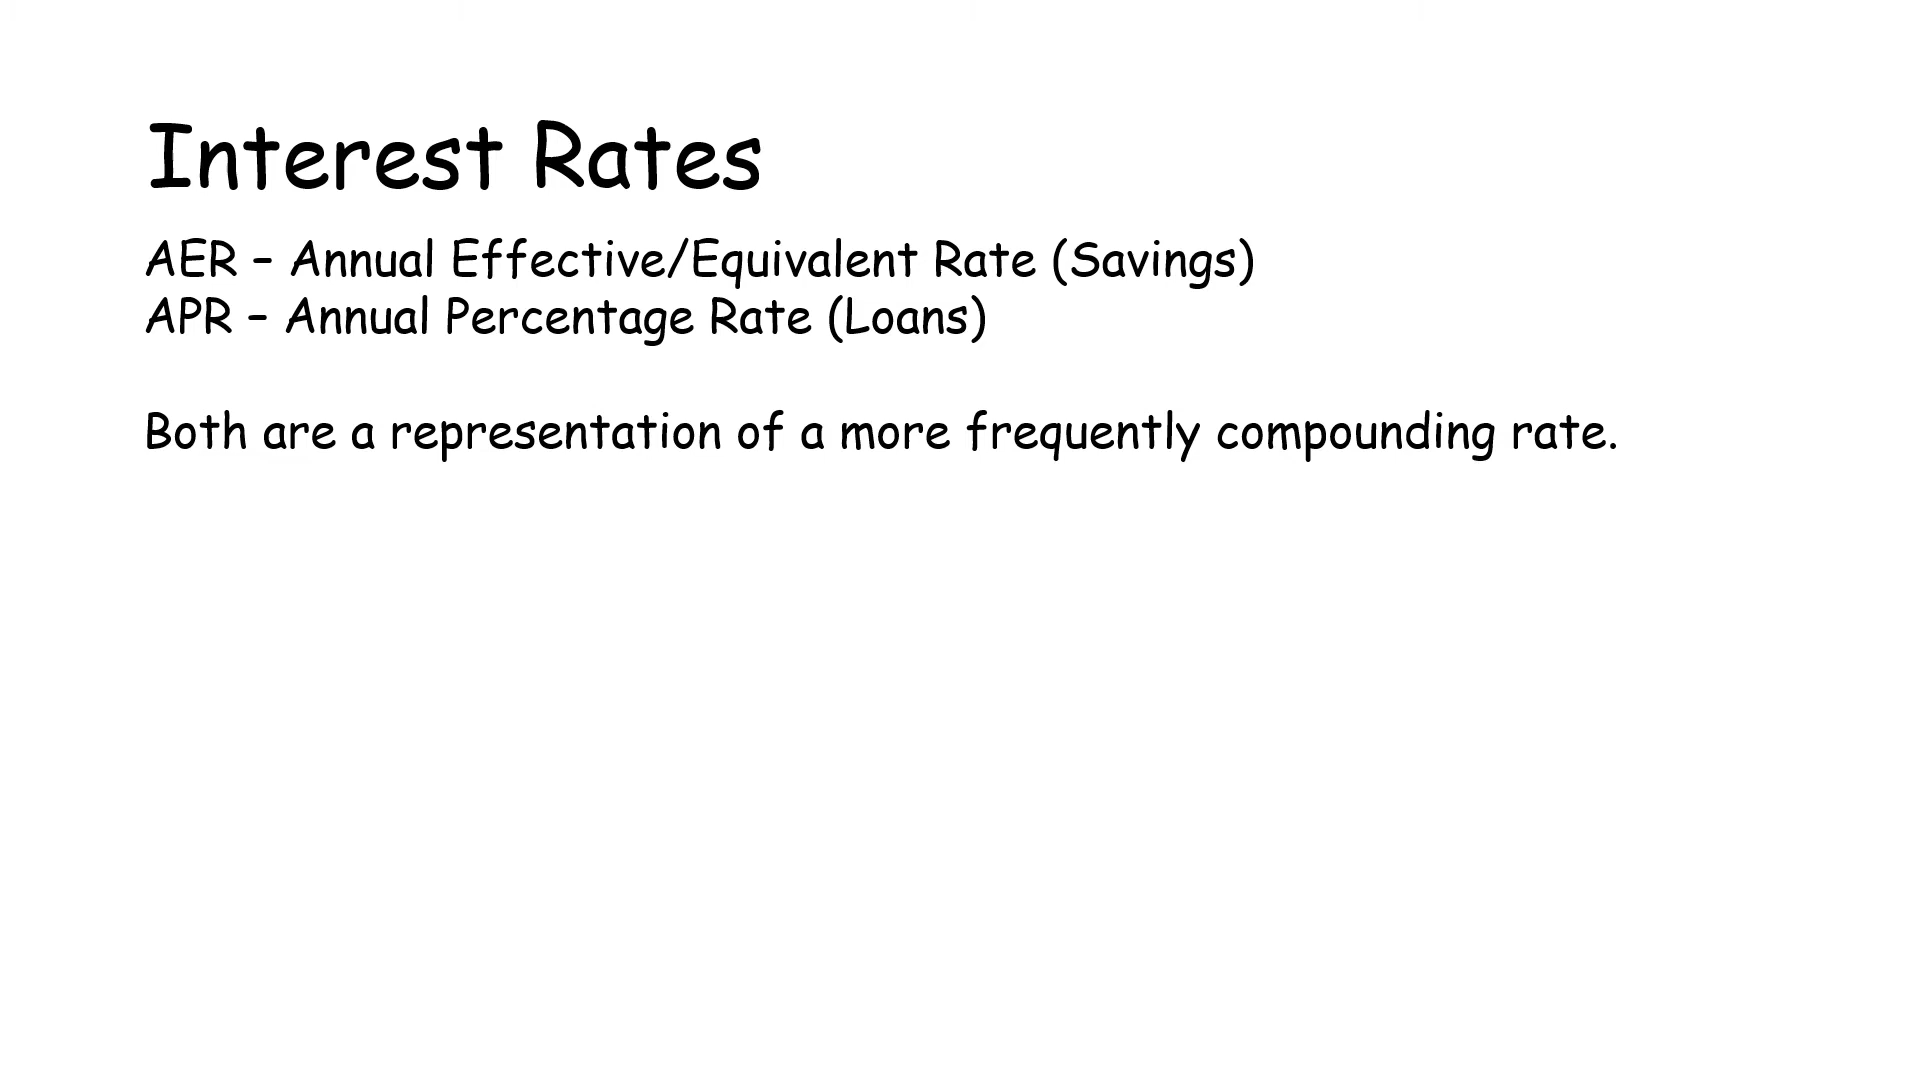 Interest Rates
AER – Annual Effective/Equivalent Rate (Savings)
APR – Annual Percentage Rate (Loans)
Both are a representation of a more frequently compounding rate.